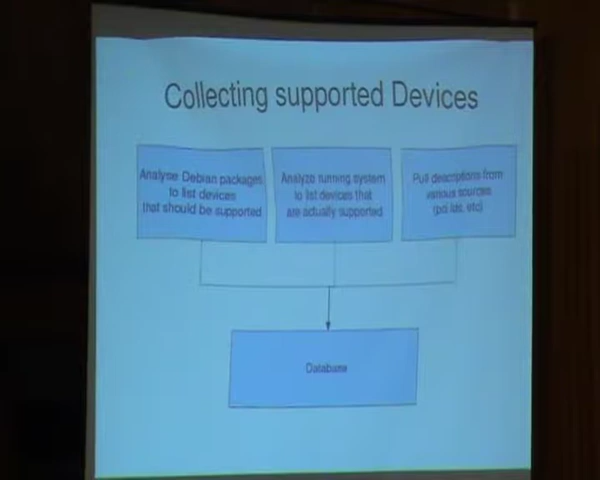 Collecting supported Devices
Analyse Debian packages
to list devices
that should be supported
Analyze running system
to list devices that
are actually supported
Pull descriptions from
various sources
(pci.ids, etc)
Database